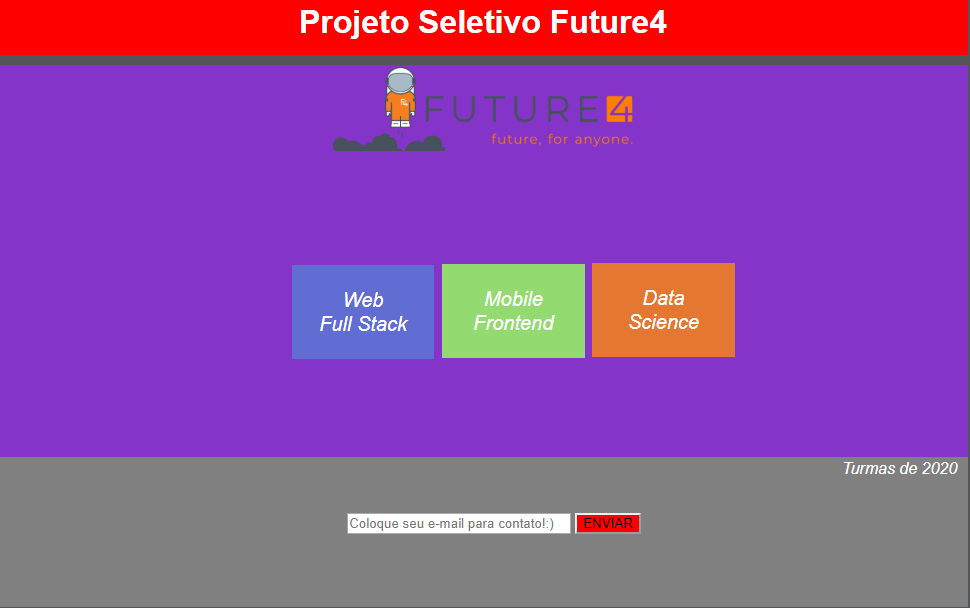 Projeto Seletivo Future4
FUTURE4
future, for anyone.
Web
Full Stack
Mobile
Frontend
Data
Science
Turmas de 2020
Coloque seu e-mail para contato!:)
ENVIAR